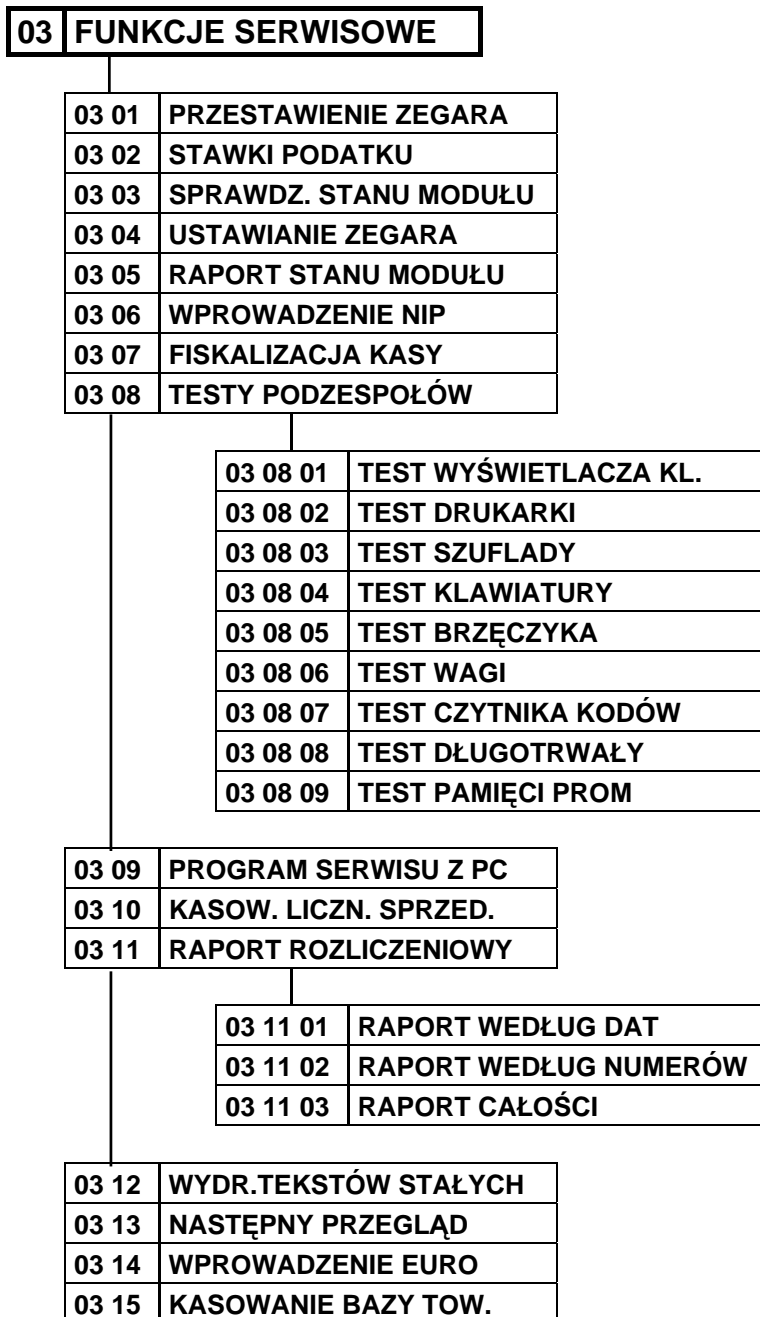 03 FUNKCJE SERWISOWE
03 01 PRZESTAWIENIE ZEGARA
03 02 STAWKI PODATKU
03 03 SPRAWDZ. STANU MODUŁU
03 04 USTAWIANIE ZEGARA
03 05 RAPORT STANU MODUŁU
03 06 WPROWADZENIE NIP
03 07 FISKALIZACJA KASY
03 08 TESTY PODZESPOŁÓW
03 08 01 TEST WYŚWIETLACZA KL.
03 08 02 TEST DRUKARKI
03 08 03 TEST SZUFLADY
03 08 04 TEST KLAWIATURY
03 08 05 TEST BRZĘCZYKA
03 08 06 TEST WAGI
03 08 07 TEST CZYTNIKA KODÓW
03 08 08 TEST DŁUGOTRWAŁY
03 08 09 TEST PAMIĘCI PROM
03 09 PROGRAM SERWISU Z PC
03 10 KASOW. LICZN. SPRZED.
03 11 RAPORT ROZLICZENIOWY
03 11 01 RAPORT WEDŁUG DAT
03 11 02 RAPORT WEDŁUG NUMERÓW
03 11 03 RAPORT CAŁOŚCI
03 12 WYDR.TEKSTÓW STAŁYCH
03 13 NASTĘPNY PRZEGLĄD
03 14 WPROWADZENIE EURO
03 15 KASOWANIE BAZY TOW.